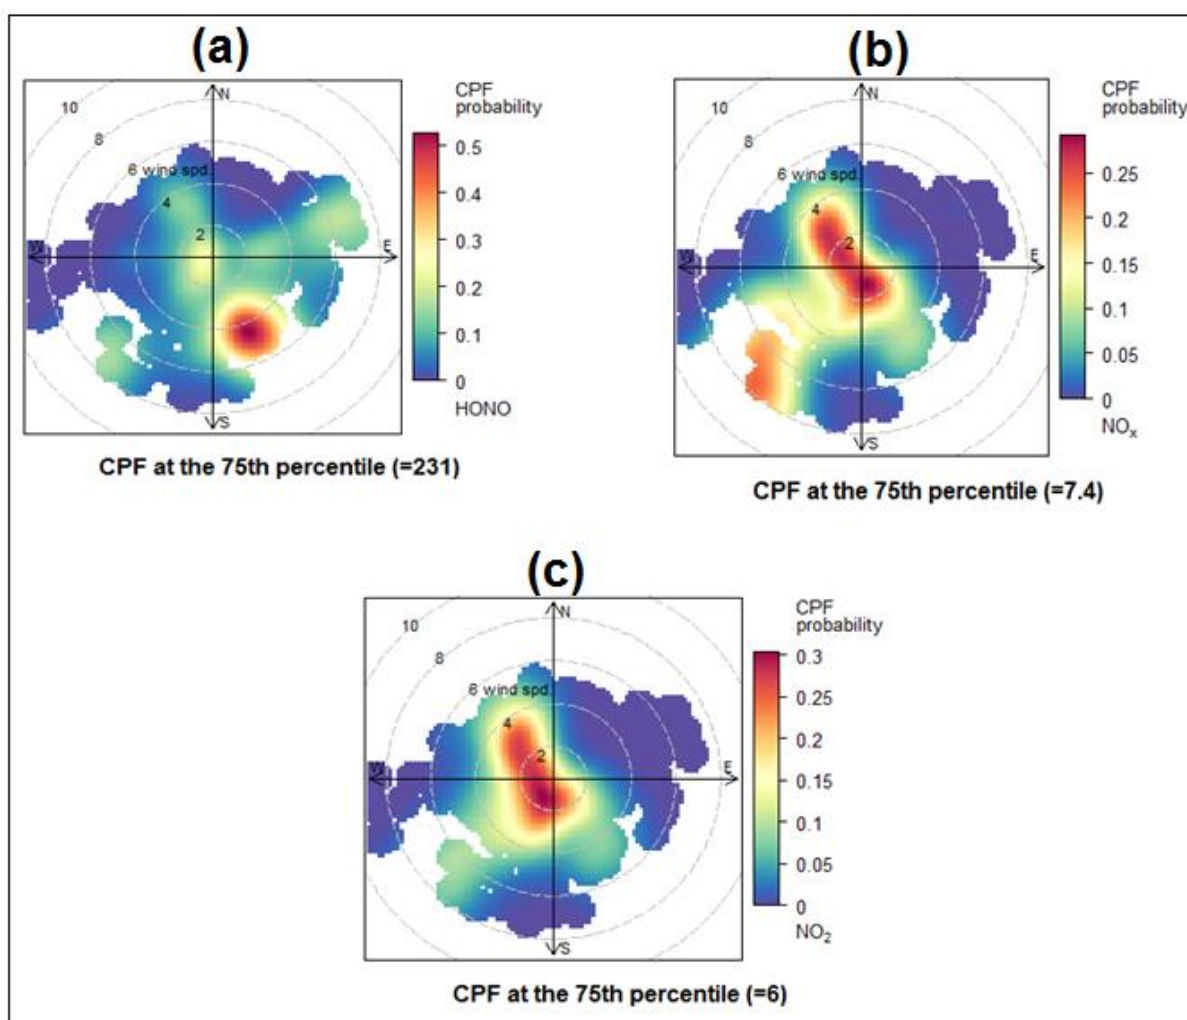 (a)
(b)
CPF
probability
10
N
8
6 wind spd.
4
2
W
E
S
0.5
0.4
0.3
0.2
0.1
0
HONO
CPF at the 75th percentile (=231)
CPF
probability
10
N
8
6 wind spd.
4
2
W
E
S
0.25
0.2
0.15
0.1
0.05
0
NOx
CPF at the 75th percentile (=7.4)
(c)
CPF
probability
10
N
8
6 wind spd.
4
2
W
E
S
0.3
0.25
0.2
0.15
0.1
0.05
0
NO2
CPF at the 75th percentile (=6)